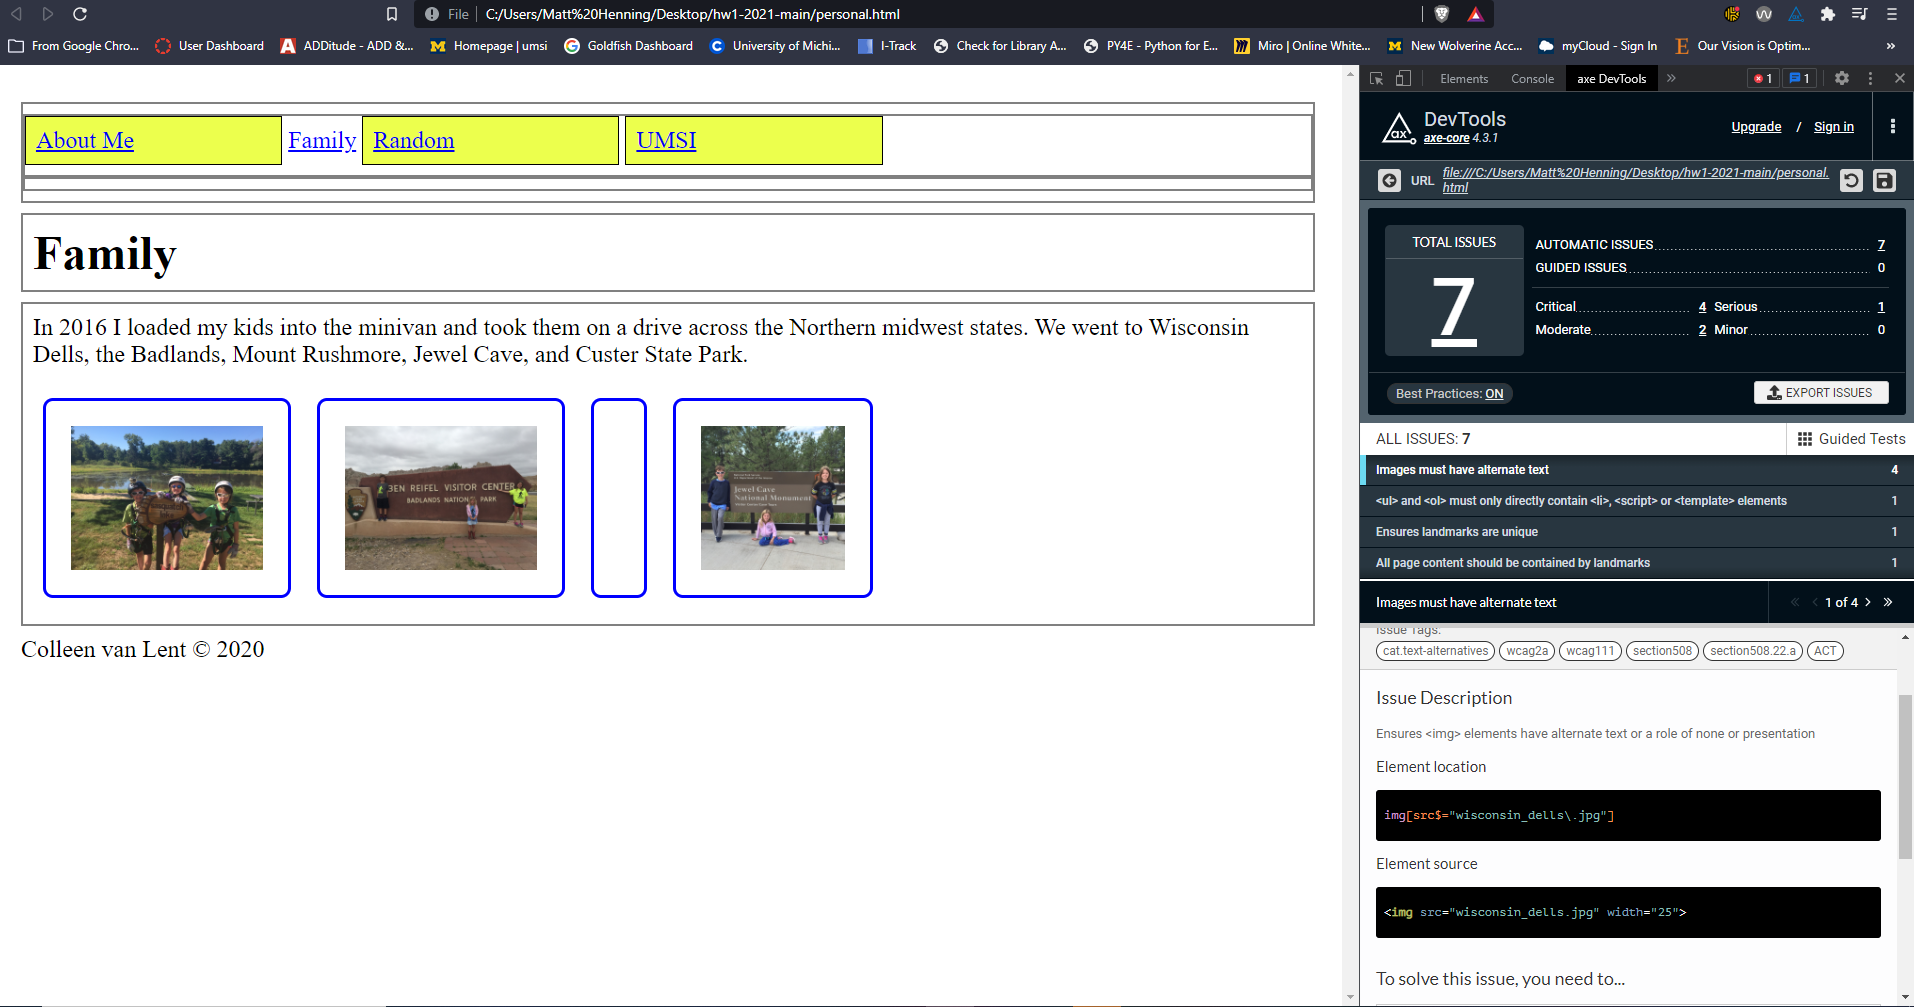 File C:/Users/Matt%20Henning/Desktop/hw1-2021-main/personal.html
From Google Chro... User Dashboard ADDitude - ADD &... Homepage | umsi Goldfish Dashboard University of Michi... I-Track Check for Library A... PY4E - Python for E... Miro | Online White... New Wolverine Acc... myCloud - Sign In Our Vision is Optim... »
About Me Family Random UMSI
Family
In 2016 I loaded my kids into the minivan and took them on a drive across the Northern midwest states. We went to Wisconsin
Dells, the Badlands, Mount Rushmore, Jewel Cave, and Custer State Park.
BEN REIFEL VISITOR CENTER
BADLANDS NATIONAL PARK
Jewel Cave
National Monument
Colleen van Lent © 2020
Elements Console axe DevTools » 1 1
ax DevTools
axe-core 4.3.1
Upgrade / Sign in
URL file:///C:/Users/Matt%20Henning/Desktop/hw1-2021-main/personal.
html
TOTAL ISSUES
7
AUTOMATIC ISSUES 7
GUIDED ISSUES 0
Critical 4 Serious 1
Moderate 2 Minor 0
Best Practices: ON
EXPORT ISSUES
ALL ISSUES: 7 Guided Tests
Images must have alternate text 4
<ul> and <ol> must only directly contain <li>, <script> or <template> elements 1
Ensures landmarks are unique 1
All page content should be contained by landmarks 1
Images must have alternate text « ‹ 1 of 4 › »
Issue Tags:
cat.text-alternatives wcag2a wcag111 section508 section508.22.a ACT
Issue Description
Ensures <img> elements have alternate text or a role of none or presentation
Element location
img[src$="wisconsin_dells\.jpg"]
Element source
<img src="wisconsin_dells.jpg" width="25">
To solve this issue, you need to...